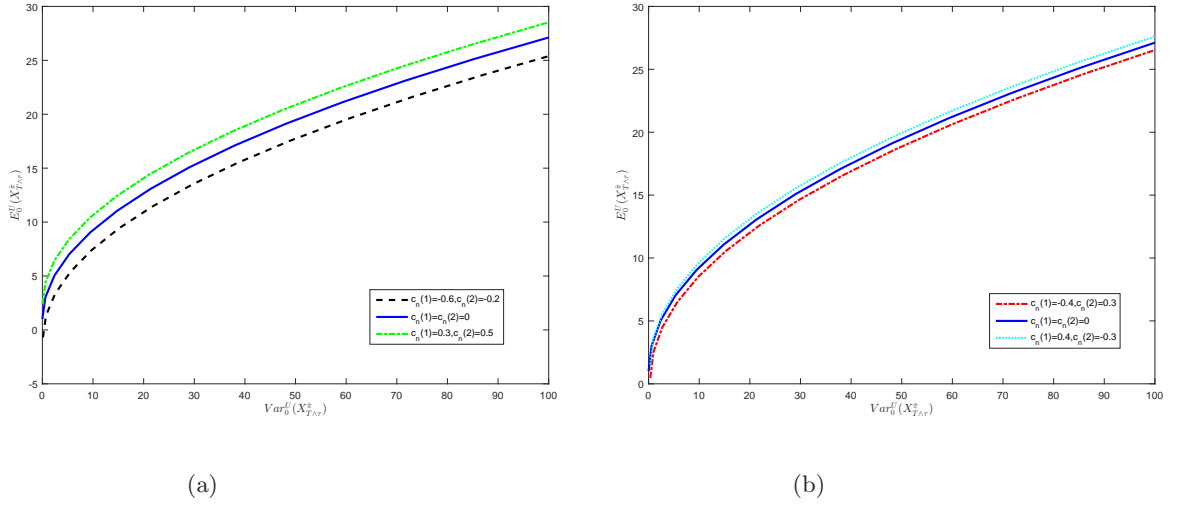 30
25
20
15
10
5
0
-5
E_0^U(X_{T∧τ}^‡)
c_n(1)=-0.6,c_n(2)=-0.2
c_n(1)=c_n(2)=0
c_n(1)=0.3,c_n(2)=0.5
0 10 20 30 40 50 60 70 80 90 100
Var_0^U(X_{T∧τ}^‡)
(a)
30
25
20
15
10
5
0
E_0^U(X_{T∧τ}^‡)
c_n(1)=-0.4,c_n(2)=0.3
c_n(1)=c_n(2)=0
c_n(1)=0.4,c_n(2)=-0.3
0 10 20 30 40 50 60 70 80 90 100
Var_0^U(X_{T∧τ}^‡)
(b)